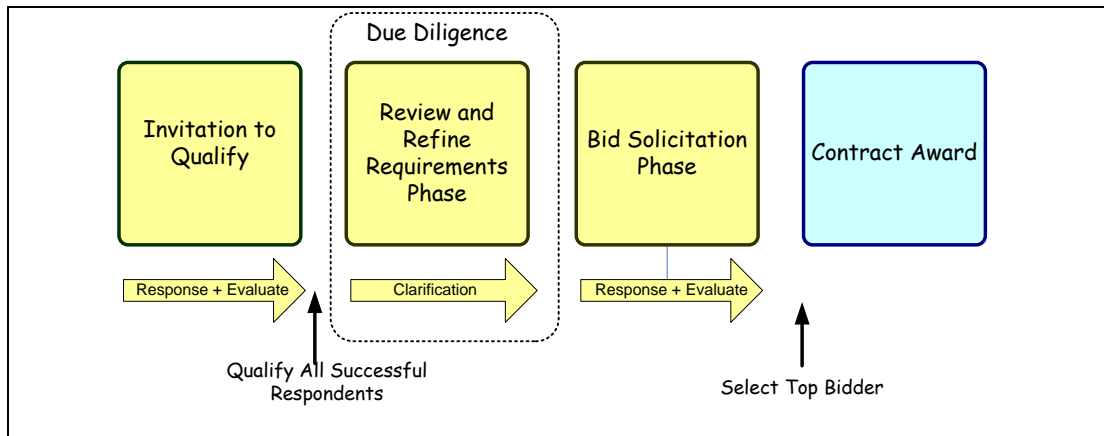 Due Diligence
Invitation to
Qualify
Review and
Refine
Requirements
Phase
Bid Solicitation
Phase
Contract Award
Response + Evaluate
Clarification
Response + Evaluate
Qualify All Successful
Respondents
Select Top Bidder